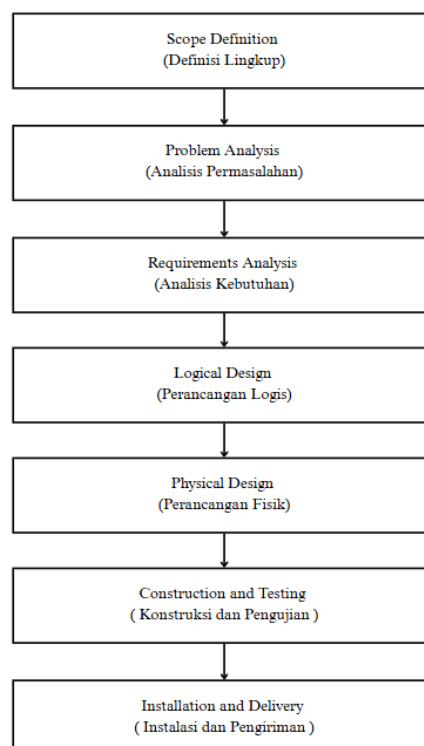 Scope Definition
(Definisi Lingkup)
Problem Analysis
(Analisis Permasalahan)
Requirements Analysis
(Analisis Kebutuhan)
Logical Design
(Perancangan Logis)
Physical Design
(Perancangan Fisik)
Construction and Testing
( Konstruksi dan Pengujian )
Installation and Delivery
( Instalasi dan Pengiriman )